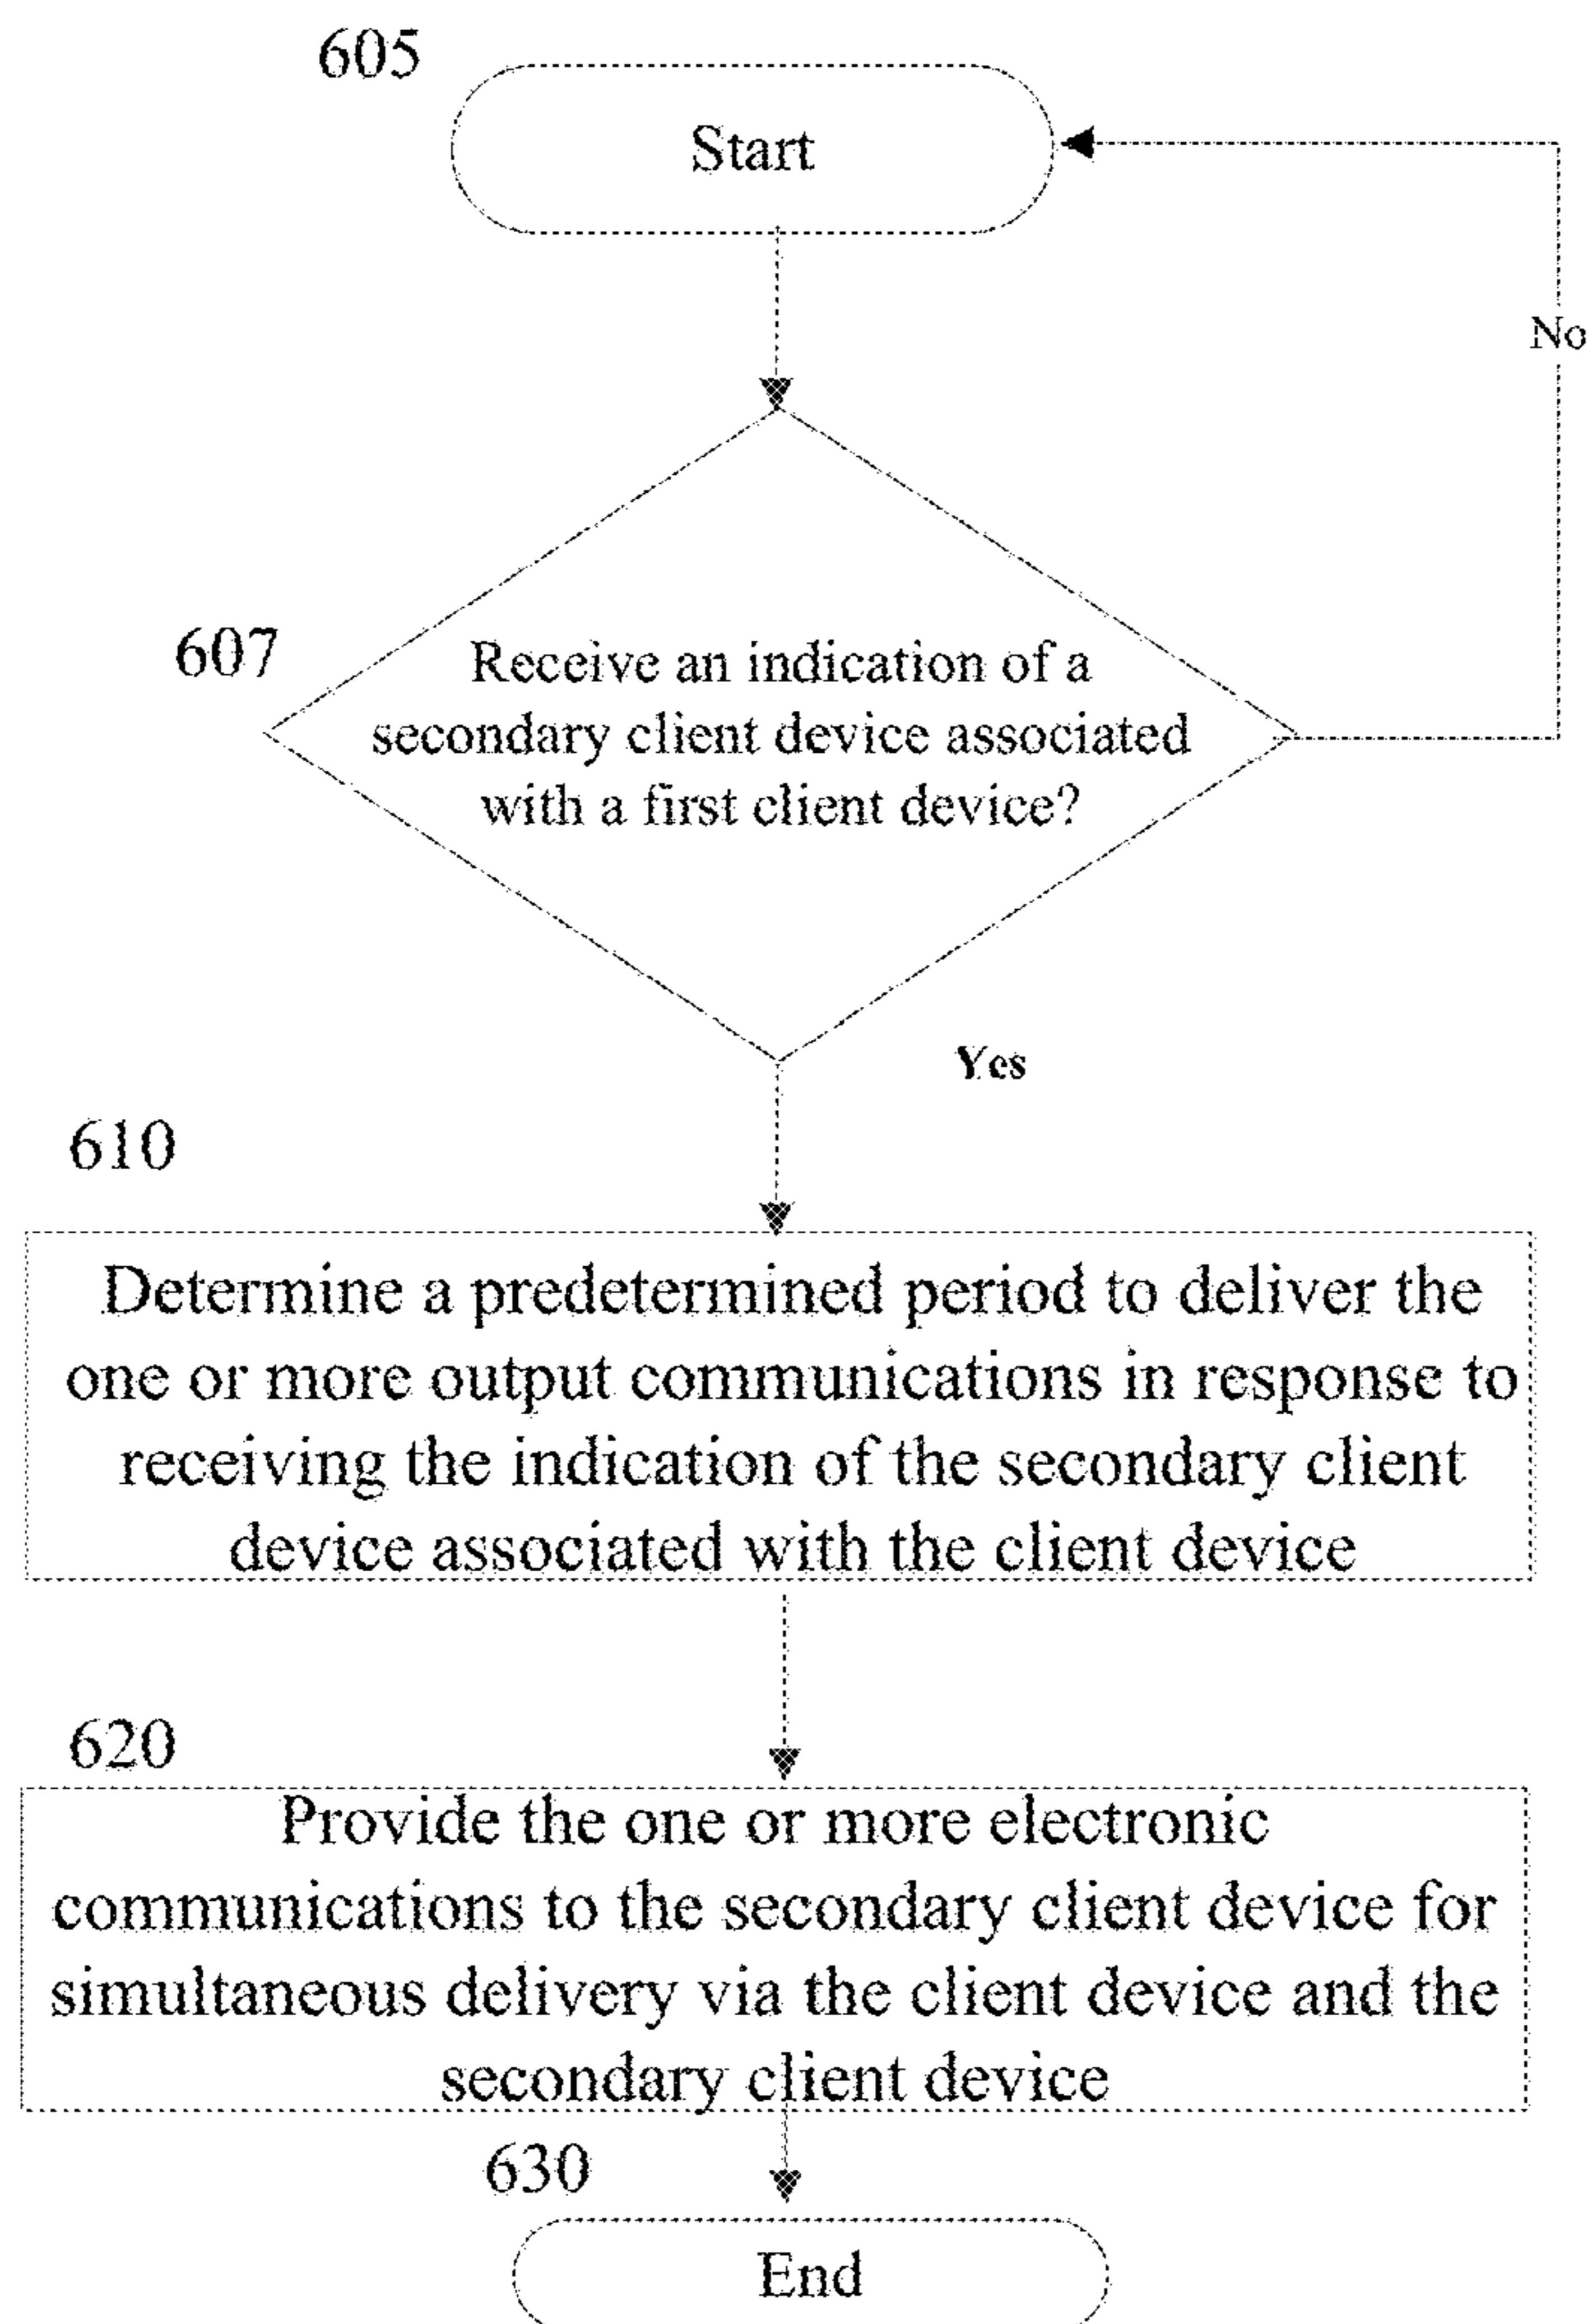 605
Start
No
607
Receive an indication of a
secondary client device associated
with a first client device?
Yes
610
Determine a predetermined period to deliver the
one or more output communications in response to
receiving the indication of the secondary client
device associated with the client device
620
Provide the one or more electronic
communications to the secondary client device for
simultaneous delivery via the client device and the
secondary client device
630
End